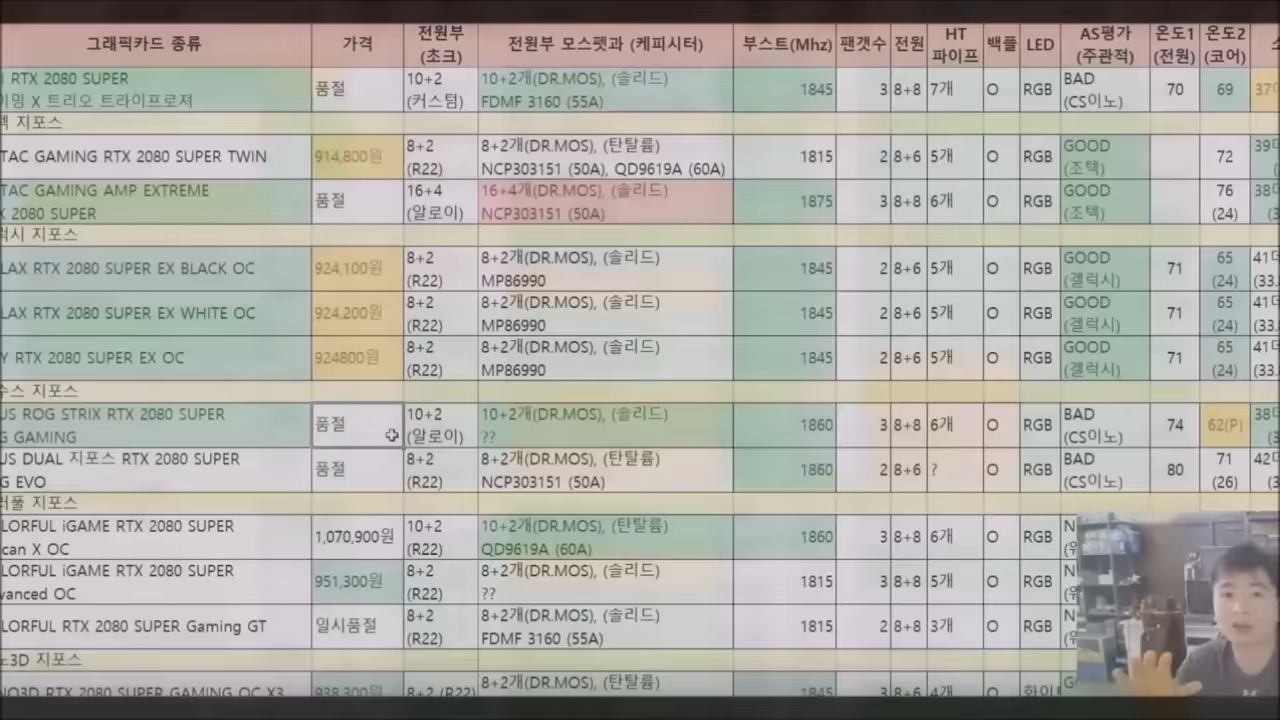 그래픽카드 종류 가격 전원부 (초크) 전원부 모스펫과 (케피시터) 부스트(Mhz) 팬갯수 전원 HT 파이프 백플 LED AS평가 (주관적) 온도1 (전원) 온도2 (코어)
RTX 2080 SUPER 품절 10+2 10+2개(DR.MOS), (솔리드) 1845 3 8+8 7개 O RGB BAD 70 69
이밍 X 트리오 트라이프로져 (커스텀) FDMF 3160 (55A) (CS이노)
지포스
TAC GAMING RTX 2080 SUPER TWIN 914,800원 8+2 8+2개(DR.MOS), (탄탈륨) 1815 2 8+6 5개 O RGB GOOD 72
(R22) NCP303151 (50A), QD9619A (60A) (조텍)
TAC GAMING AMP EXTREME 품절 16+4 16+4개(DR.MOS), (솔리드) 1875 3 8+8 6개 O RGB GOOD 76
2080 SUPER (알로이) NCP303151 (50A) (조텍) (24)
럭시 지포스
LAX RTX 2080 SUPER EX BLACK OC 924,100원 8+2 8+2개(DR.MOS), (솔리드) 1845 2 8+6 5개 O RGB GOOD 71 65
(R22) MP86990 (갤럭시) (24)
LAX RTX 2080 SUPER EX WHITE OC 924,200원 8+2 8+2개(DR.MOS), (솔리드) 1845 2 8+6 5개 O RGB GOOD 71 65
(R22) MP86990 (갤럭시) (24)
Y RTX 2080 SUPER EX OC 924800원 8+2 8+2개(DR.MOS), (솔리드) 1845 2 8+6 5개 O RGB GOOD 71 65
(R22) MP86990 (갤럭시) (24)
수스 지포스
US ROG STRIX RTX 2080 SUPER 품절 10+2 10+2개(DR.MOS), (솔리드) 1860 3 8+8 6개 O RGB BAD 74 62(P)
G GAMING (알로이) ?? (CS이노)
US DUAL 지포스 RTX 2080 SUPER 품절 8+2 8+2개(DR.MOS), (탄탈륨) 1860 2 8+6 ? O RGB BAD 80 71
G EVO (R22) NCP303151 (50A) (CS이노) (26)
러풀 지포스
LORFUL iGAME RTX 2080 SUPER 1,070,900원 10+2 10+2개(DR.MOS), (탄탈륨) 1860 3 8+8 6개 O RGB
can X OC (R22) QD9619A (60A)
LORFUL iGAME RTX 2080 SUPER 951,300원 8+2 8+2개(DR.MOS), (솔리드) 1815 3 8+8 5개 O RGB
vanced OC (R22) ??
LORFUL RTX 2080 SUPER Gaming GT 일시품절 8+2 8+2개(DR.MOS), (솔리드) 1815 2 8+8 3개 O RGB
(R22) FDMF 3160 (55A)
3D 지포스
NO3D RTX 2080 SUPER GAMING OC X3 938,300원 8+2 (R22) 8+2개(DR.MOS), (탄탈륨) 1845 3 8+6 4개 O